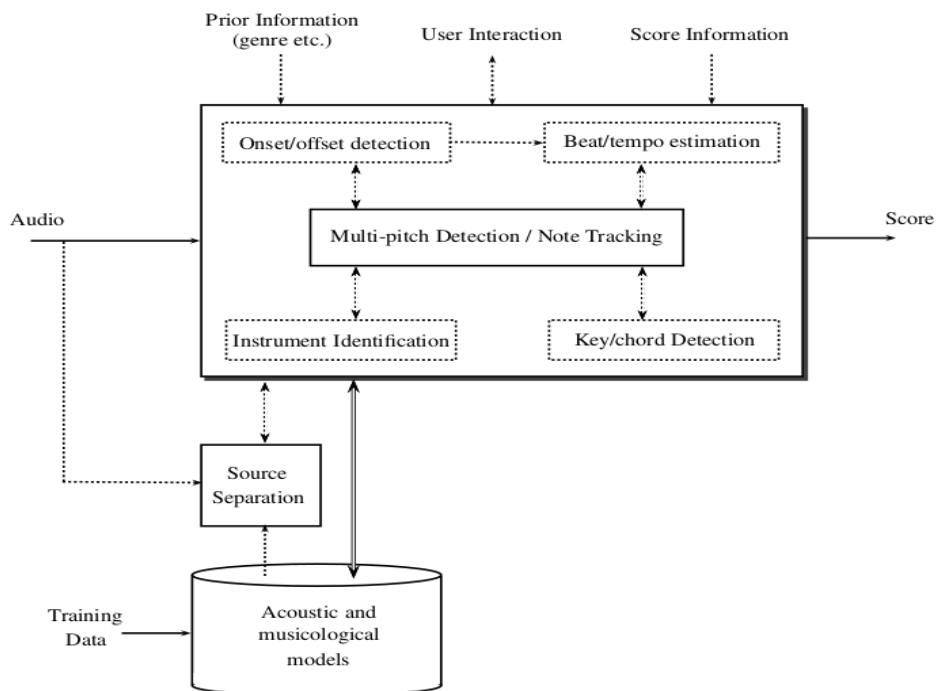 Prior Information
(genre etc.)
User Interaction
Score Information
Onset/offset detection
Beat/tempo estimation
Audio
Multi-pitch Detection / Note Tracking
Score
Instrument Identification
Key/chord Detection
Source
Separation
Training
Data
Acoustic and
musicological
models